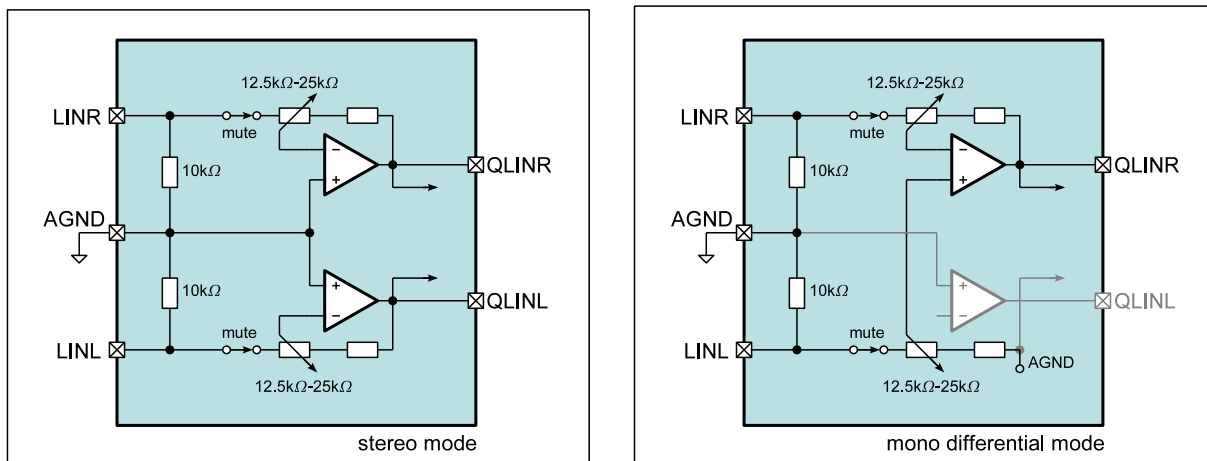 12.5kΩ-25kΩ
LINR
mute
10kΩ
QLINR
AGND
10kΩ
QLINL
mute
LINL
12.5kΩ-25kΩ
stereo mode
12.5kΩ-25kΩ
LINR
mute
10kΩ
QLINR
AGND
10kΩ
QLINL
mute
LINL
AGND
12.5kΩ-25kΩ
mono differential mode